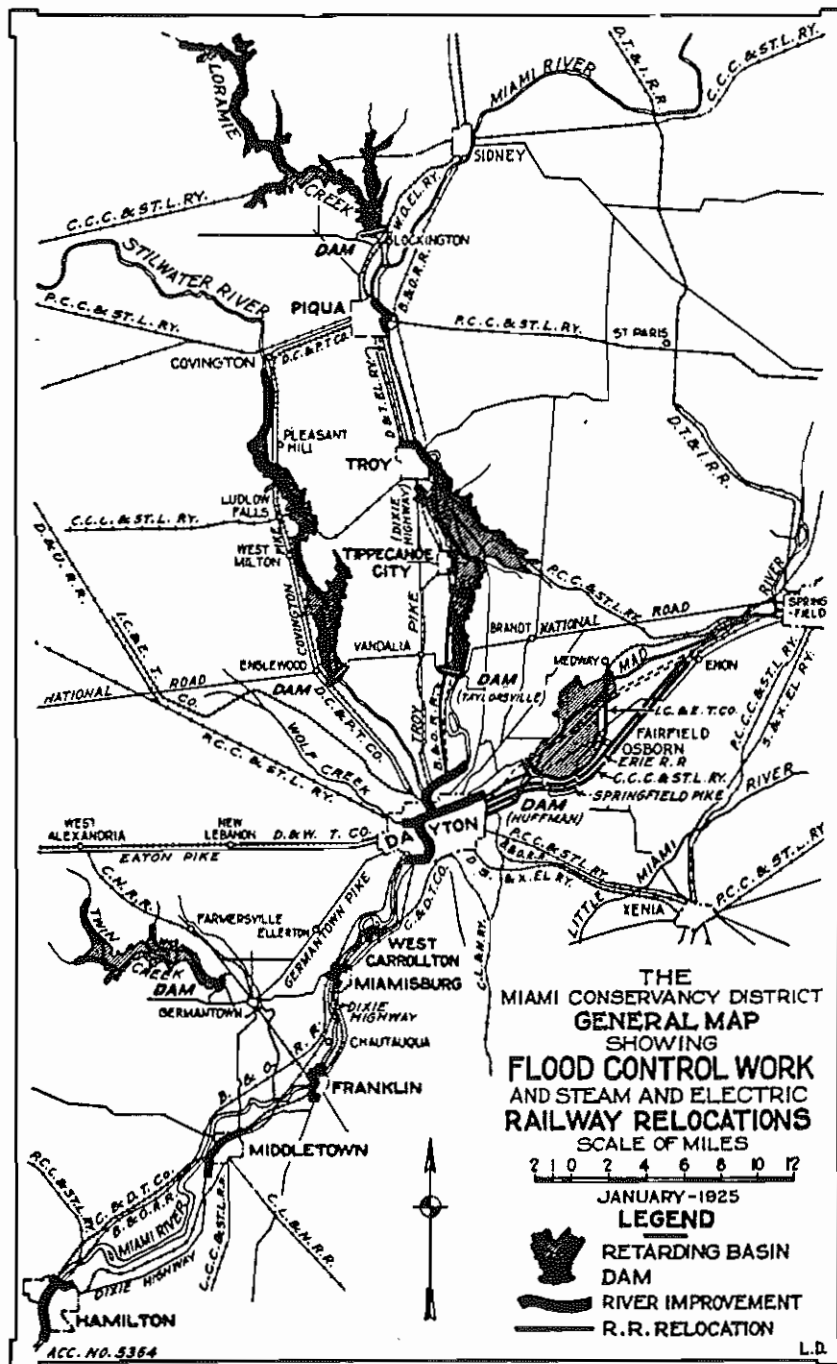 D.T. & I. R.R.
C.C.C. & ST. L. RY.
MIAMI RIVER
LORAMIE
CREEK
SIDNEY
W.O. EL. RY.
C.C.C. & ST. L. RY.
DAM
LOCKINGTON
B. & O. R.R.
STILWATER RIVER
PIQUA
P.C.C. & ST. L. RY.
P.C.C. & ST. L. RY.
ST PARIS
COVINGTON
D.C. & P.T. CO.
D. & T. EL. RY.
PLEASANT
HILL
TROY
D.T. & I. R.R.
LUDLOW
FALLS
(DIXIE
HIGHWAY)
C.C.C. & ST. L. RY.
WEST
MILTON
TIPPECAHOE
CITY
D. & U. R.R.
I.C. & E. T.
CO.
COVINGTON
PIKE
P.C.C. & ST. L. RY.
RIVER
SPRING
-FIELD
BRANDT
NATIONAL
ROAD
VANDALIA
TROY
PIKE
ENGLEWOOD
MEDWAY
MAD
ENON
NATIONAL
ROAD
DAM
D.C. & P. T. CO.
DAM
(TAYLORSVILLE)
B. & O. R.R.
WOLF CREEK
P.C.C. & ST. L. RY.
I.C. & E. T. CO
FAIRFIELD
OSBORN
ERIE R.R
C.C.C. & ST. L. RY.
SPRINGFIELD PIKE
DAM
(HUFFMAN)
P.C.C. & ST. L. RY.
S. & X. EL RY
LITTLE
MIAMI
RIVER
DAYTON
WEST
ALEXANDRIA
NEW
LEBANON
D. & W. T. CO.
EATON PIKE
P.C.C. & ST. L. RY.
B. & O. R.R.
D. S. & X. EL RY.
C.N. R.R.
GERMANTOWN PIKE
C. & D. T. CO.
C.L. & N. RY.
XENIA
P.C.C. & ST. L.
FARMERSVILLE
ELLERTON
TWIN
CREEK
DAM
WEST
CARROLLTON
MIAMISBURG
GERMANTOWN
DIXIE
HIGHWAY
CHAUTAUQUA
B. & O. R. R.
FRANKLIN
MIDDLETOWN
C. & D. T. CO.
B. & O. R.R.
MIAMI RIVER
DIXIE HIGHWAY
C.C.C. & ST. L. R.R.
C. L. & N. R.R.
HAMILTON
THE
MIAMI CONSERVANCY DISTRICT
GENERAL MAP
SHOWING
FLOOD CONTROL WORK
AND STEAM AND ELECTRIC
RAILWAY RELOCATIONS
SCALE OF MILES
2 1 0 2 4 6 8 10 12
JANUARY-1925
LEGEND
RETARDING BASIN
DAM
RIVER IMPROVEMENT
R.R. RELOCATION
ACC. NO. 5364
L.D.